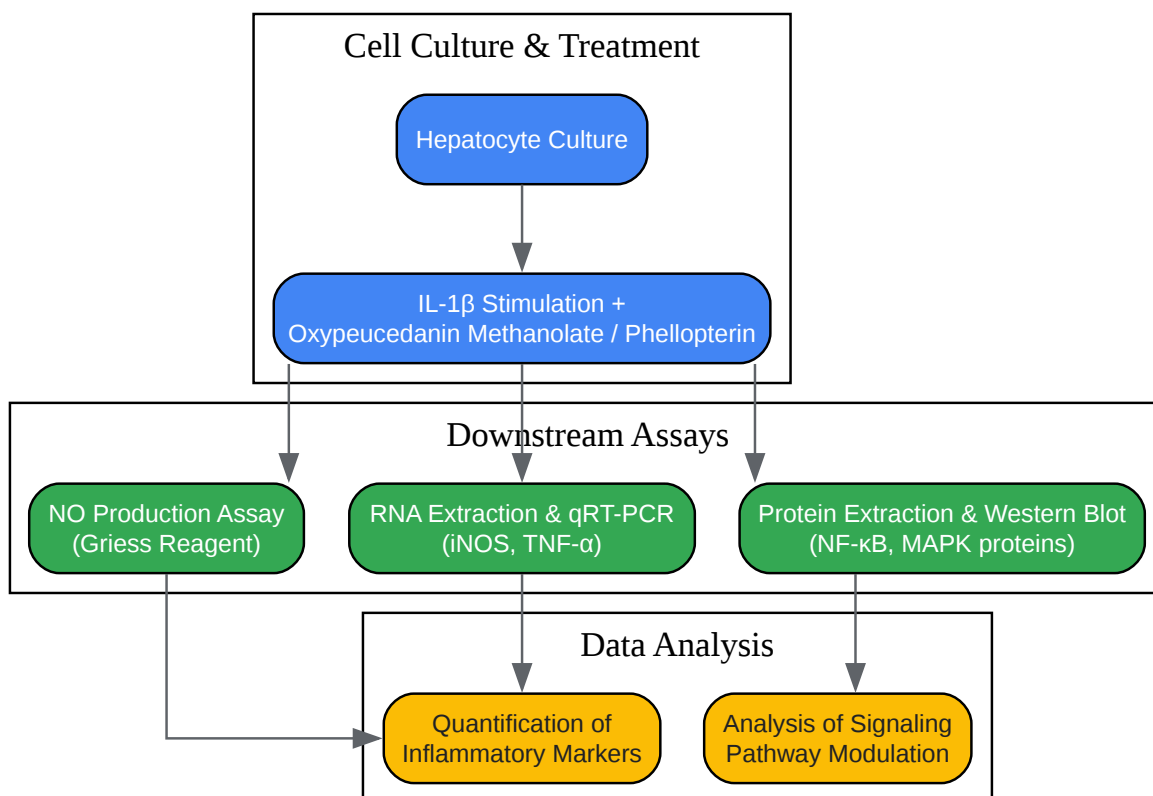 Cell Culture & Treatment
Hepatocyte Culture
IL-1β Stimulation +
Oxypeucedanin Methanolate / Phellopterin
Downstream Assays
NO Production Assay
(Griess Reagent)
RNA Extraction & qRT-PCR
(iNOS, TNF-α)
Protein Extraction & Western Blot
(NF-κB, MAPK proteins)
Data Analysis
Quantification of
Inflammatory Markers
Analysis of Signaling
Pathway Modulation